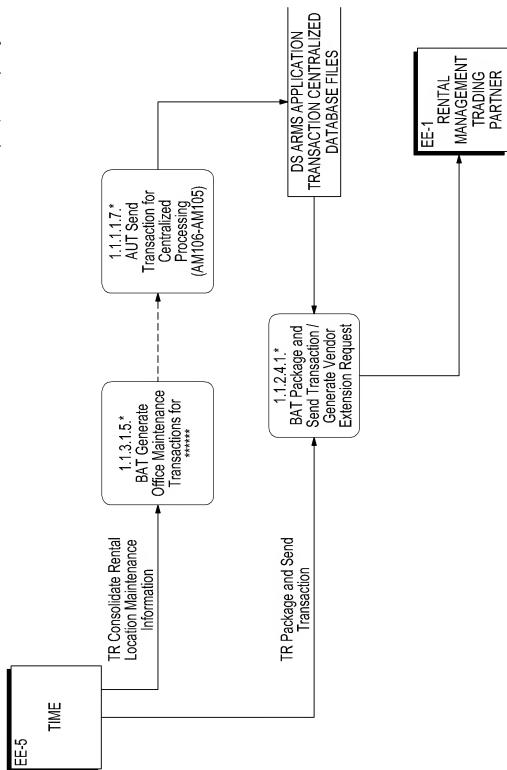 EE-5
TIME
TR Consolidate Rental
Location Maintenance
Information
1.1.3.1.5.*
BAT Generate
Office Maintenance
Transactions for
******
1.1.1.1.7.*
AUT Send
Transaction for
Centralized
Processing
(AM106-AM105)
TR Package and Send
Transaction
1.1.2.4.1.*
BAT Package and
Send Transaction /
Generate Vendor
Extension Request
DS ARMS APPLICATION
TRANSACTION CENTRALIZED
DATABASE FILES
EE-1
RENTAL
MANAGEMENT
TRADING
PARTNER